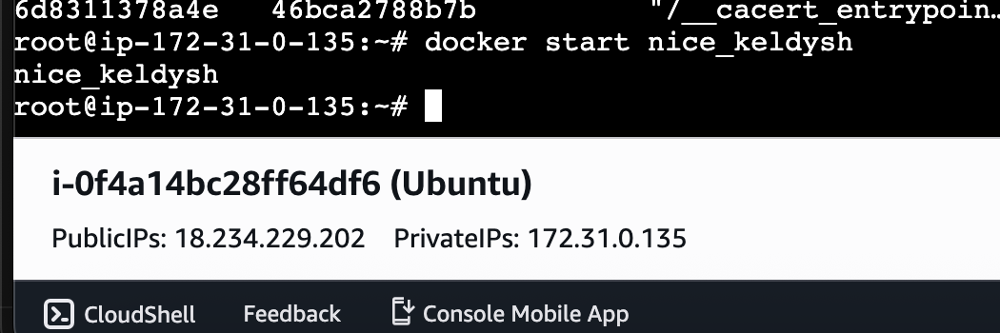 6d8311378a4e   46bca2788b7b          "/__cacert_entrypoin…
root@ip-172-31-0-135:~# docker start nice_keldysh
nice_keldysh
root@ip-172-31-0-135:~#
i-0f4a14bc28ff64df6 (Ubuntu)
PublicIPs: 18.234.229.202 PrivateIPs: 172.31.0.135
CloudShell Feedback Console Mobile App